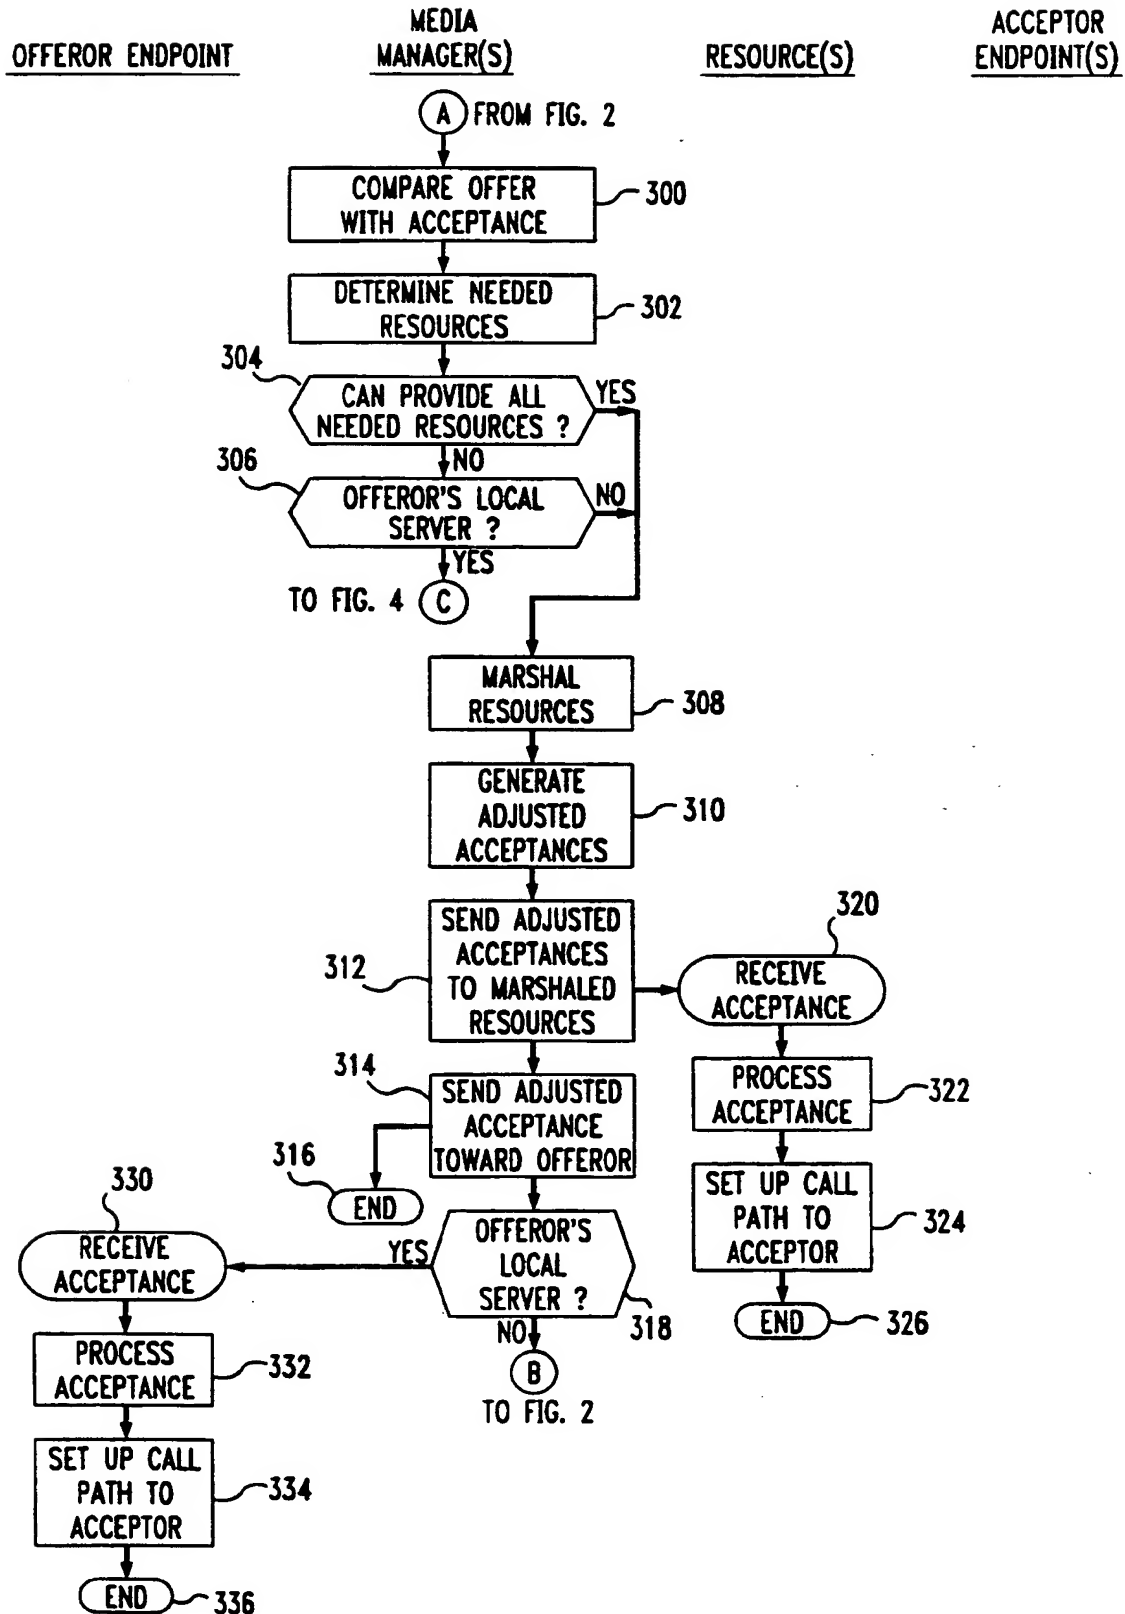 OFFEROR ENDPOINT
MEDIA
MANAGER(S)
RESOURCE(S)
ACCEPTOR
ENDPOINT(S)
A FROM FIG. 2
COMPARE OFFER
WITH ACCEPTANCE
300
DETERMINE NEEDED
RESOURCES
302
304
CAN PROVIDE ALL
NEEDED RESOURCES ?
YES
NO
306
OFFEROR'S LOCAL
SERVER ?
NO
YES
TO FIG. 4 C
MARSHAL
RESOURCES
308
GENERATE
ADJUSTED
ACCEPTANCES
310
312
SEND ADJUSTED
ACCEPTANCES
TO MARSHALED
RESOURCES
320
RECEIVE
ACCEPTANCE
314
SEND ADJUSTED
ACCEPTANCE
TOWARD OFFEROR
PROCESS
ACCEPTANCE
322
316
END
SET UP CALL
PATH TO
ACCEPTOR
324
330
RECEIVE
ACCEPTANCE
YES
OFFEROR'S
LOCAL
SERVER ?
318
NO
END
326
PROCESS
ACCEPTANCE
332
B
TO FIG. 2
SET UP CALL
PATH TO
ACCEPTOR
334
END
336